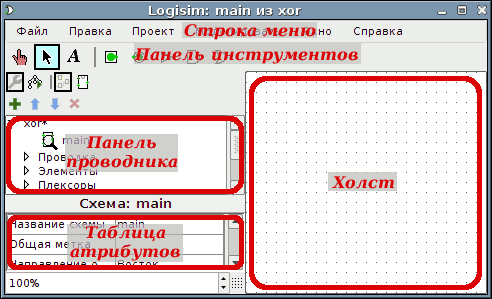 Logisim: main из xor
Файл Правка Проект но Справка
Строка меню
Панель инструментов
xor*
main
Панель проводника
Проводка
Элементы
Плексоры
Холст
Схема: main
Название схемы main
Таблица атрибутов
Общая метка
Направление Восток
100%